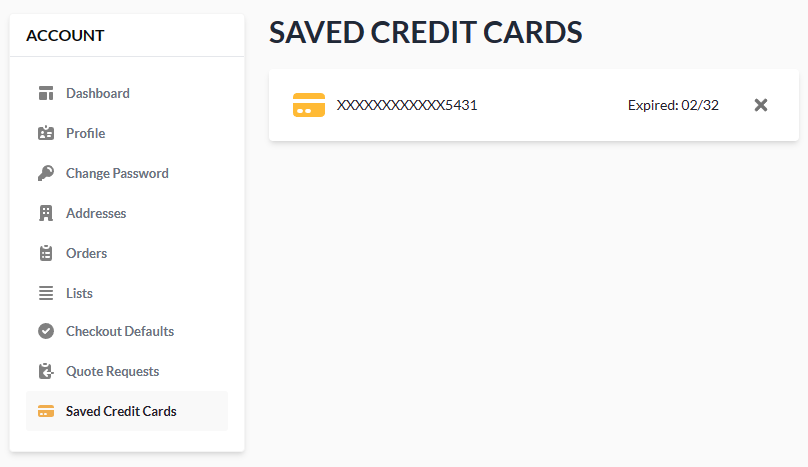 ACCOUNT
Dashboard
Profile
Change Password
Addresses
Orders
Lists
Checkout Defaults
Quote Requests
Saved Credit Cards
SAVED CREDIT CARDS
XXXXXXXXXXXX5431 Expired: 02/32